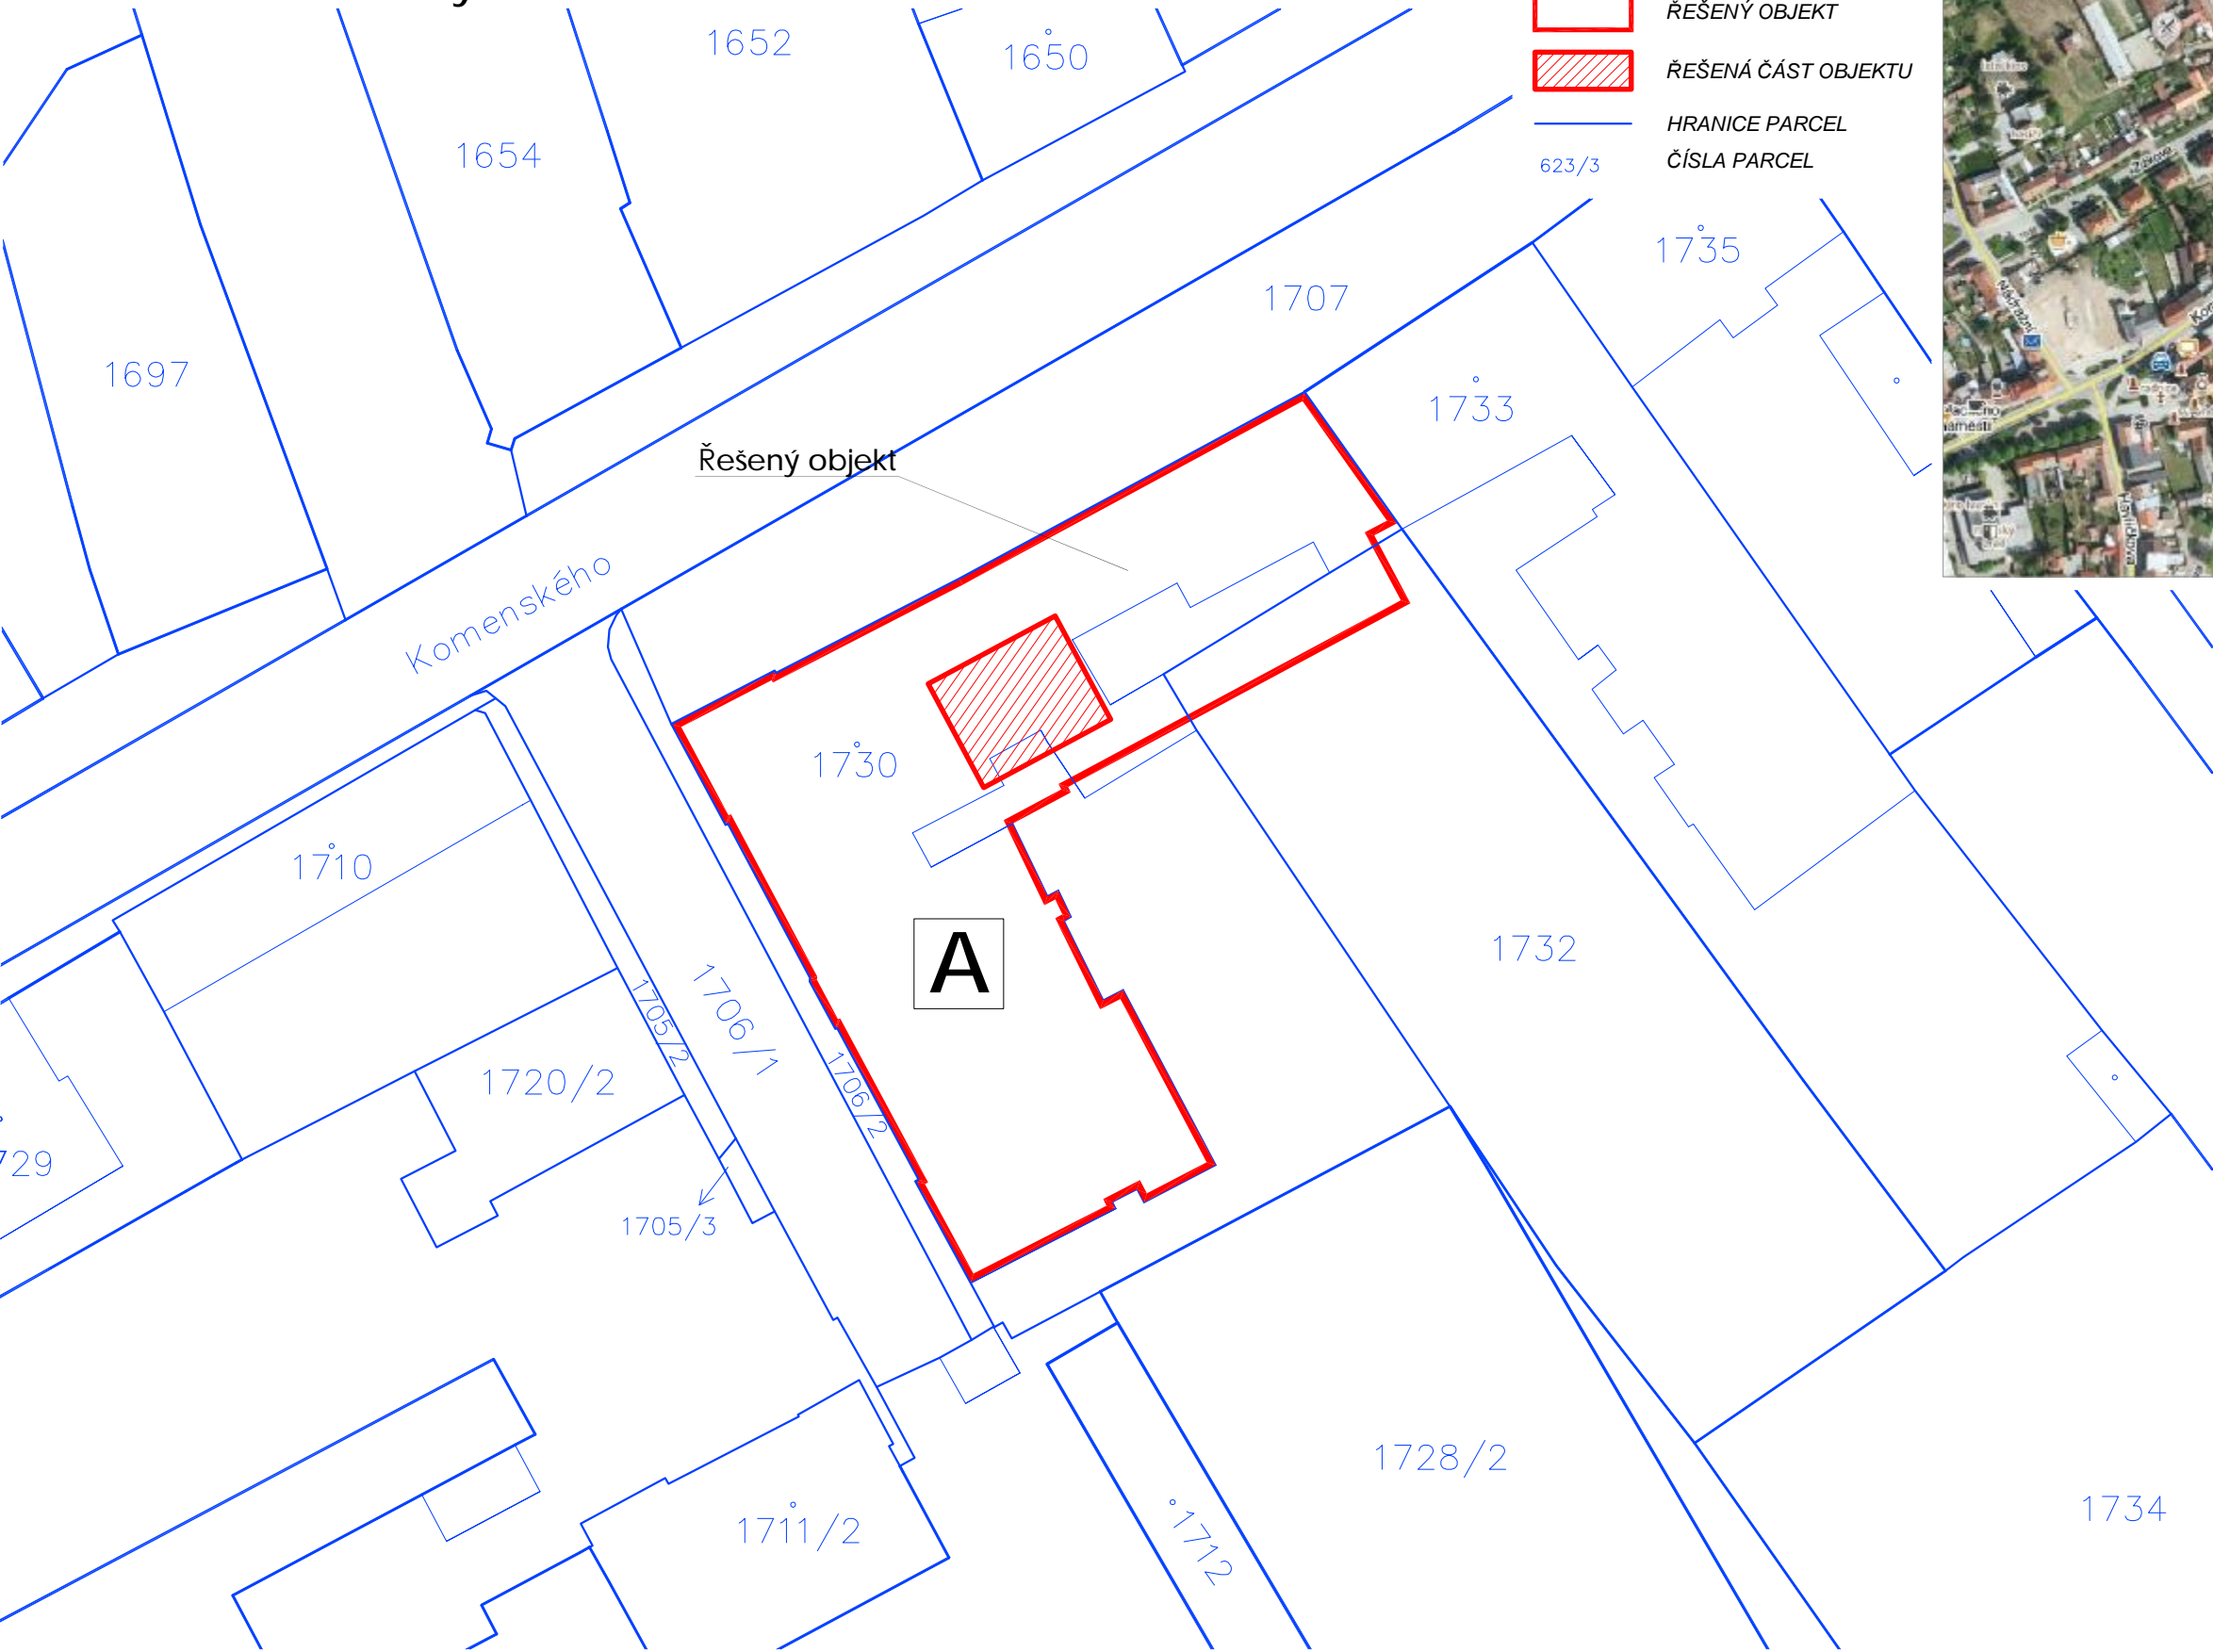 ŘEŠENÝ OBJEKT
ŘEŠENÁ ČÁST OBJEKTU
HRANICE PARCEL
623/3 ČÍSLA PARCEL
1652
1650
1654
1735
1707
1697
1733
Řešený objekt
Komenského
1730
1710
A
1732
1705/2
1706/1
1706/2
1720/2
1705/3
1728/2
1734
1711/2
1712
Nádražní
Havlíčkova